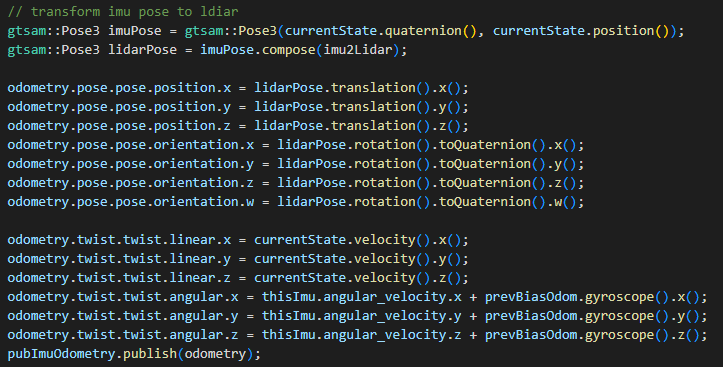 // transform imu pose to ldiar
gtsam::Pose3 imuPose = gtsam::Pose3(currentState.quaternion(), currentState.position());
gtsam::Pose3 lidarPose = imuPose.compose(imu2Lidar);

odometry.pose.pose.position.x = lidarPose.translation().x();
odometry.pose.pose.position.y = lidarPose.translation().y();
odometry.pose.pose.position.z = lidarPose.translation().z();
odometry.pose.pose.orientation.x = lidarPose.rotation().toQuaternion().x();
odometry.pose.pose.orientation.y = lidarPose.rotation().toQuaternion().y();
odometry.pose.pose.orientation.z = lidarPose.rotation().toQuaternion().z();
odometry.pose.pose.orientation.w = lidarPose.rotation().toQuaternion().w();

odometry.twist.twist.linear.x = currentState.velocity().x();
odometry.twist.twist.linear.y = currentState.velocity().y();
odometry.twist.twist.linear.z = currentState.velocity().z();
odometry.twist.twist.angular.x = thisImu.angular_velocity.x + prevBiasOdom.gyroscope().x();
odometry.twist.twist.angular.y = thisImu.angular_velocity.y + prevBiasOdom.gyroscope().y();
odometry.twist.twist.angular.z = thisImu.angular_velocity.z + prevBiasOdom.gyroscope().z();
pubImuOdometry.publish(odometry);